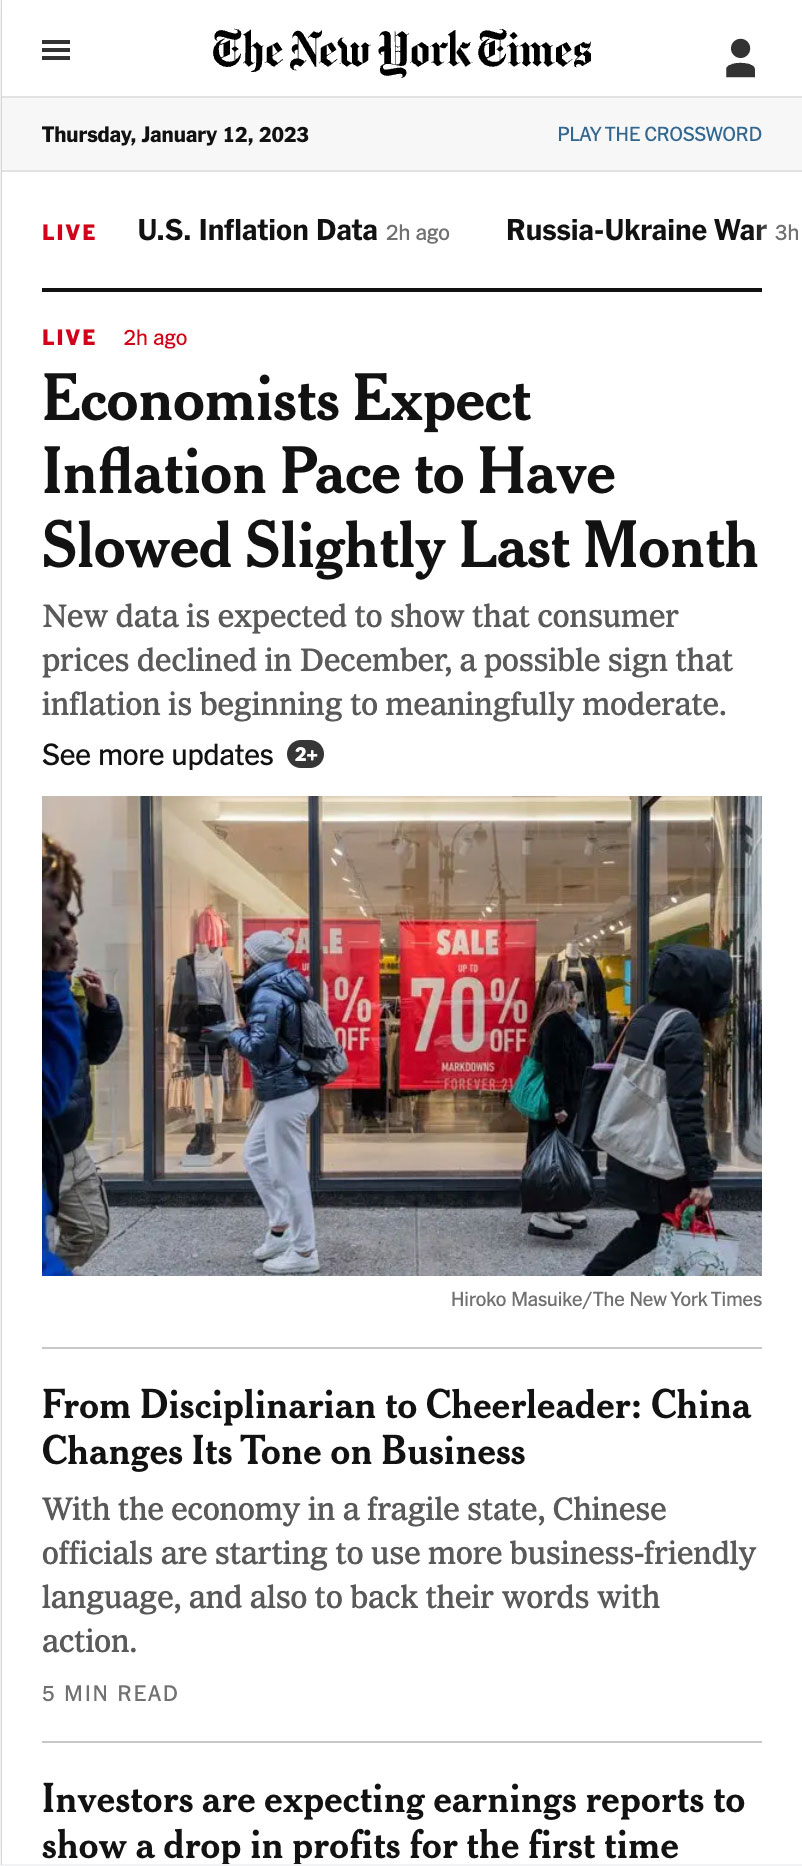 The New York Times
Thursday, January 12, 2023 PLAY THE CROSSWORD
LIVE U.S. Inflation Data 2h ago Russia-Ukraine War 3h
LIVE 2h ago
Economists Expect
Inflation Pace to Have
Slowed Slightly Last Month
New data is expected to show that consumer
prices declined in December, a possible sign that
inflation is beginning to meaningfully moderate.
See more updates 2+
SALE
%
OFF
SALE
UP TO
70%
OFF
MARKDOWNS
FOREVER 21
Hiroko Masuike/The New York Times
From Disciplinarian to Cheerleader: China
Changes Its Tone on Business
With the economy in a fragile state, Chinese
officials are starting to use more business-friendly
language, and also to back their words with
action.
5 MIN READ
Investors are expecting earnings reports to
show a drop in profits for the first time